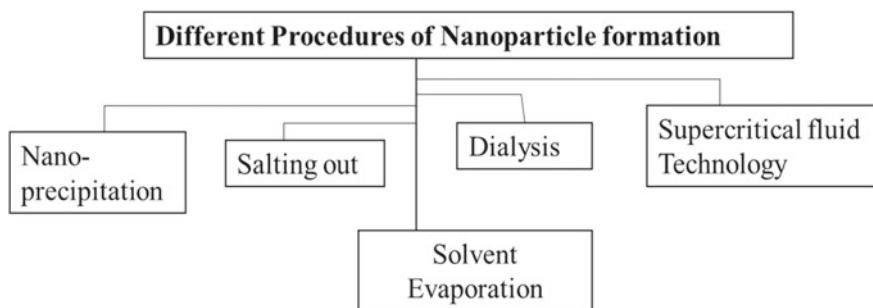 Different Procedures of Nanoparticle formation
Nano-
precipitation
Salting out
Dialysis
Supercritical fluid
Technology
Solvent
Evaporation